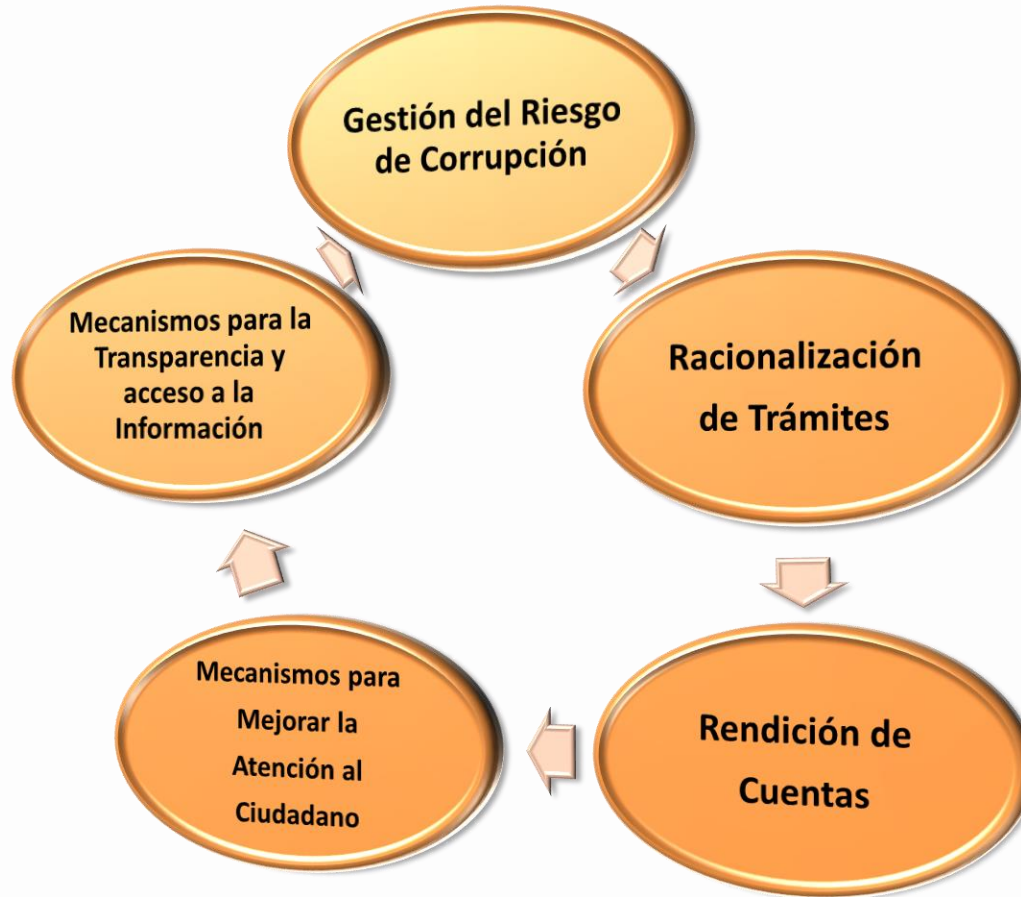 Gestión del Riesgo
de Corrupción
Racionalización
de Trámites
Rendición de
Cuentas
Mecanismos para
Mejorar la
Atención al
Ciudadano
Mecanismos para la
Transparencia y
acceso a la
Información